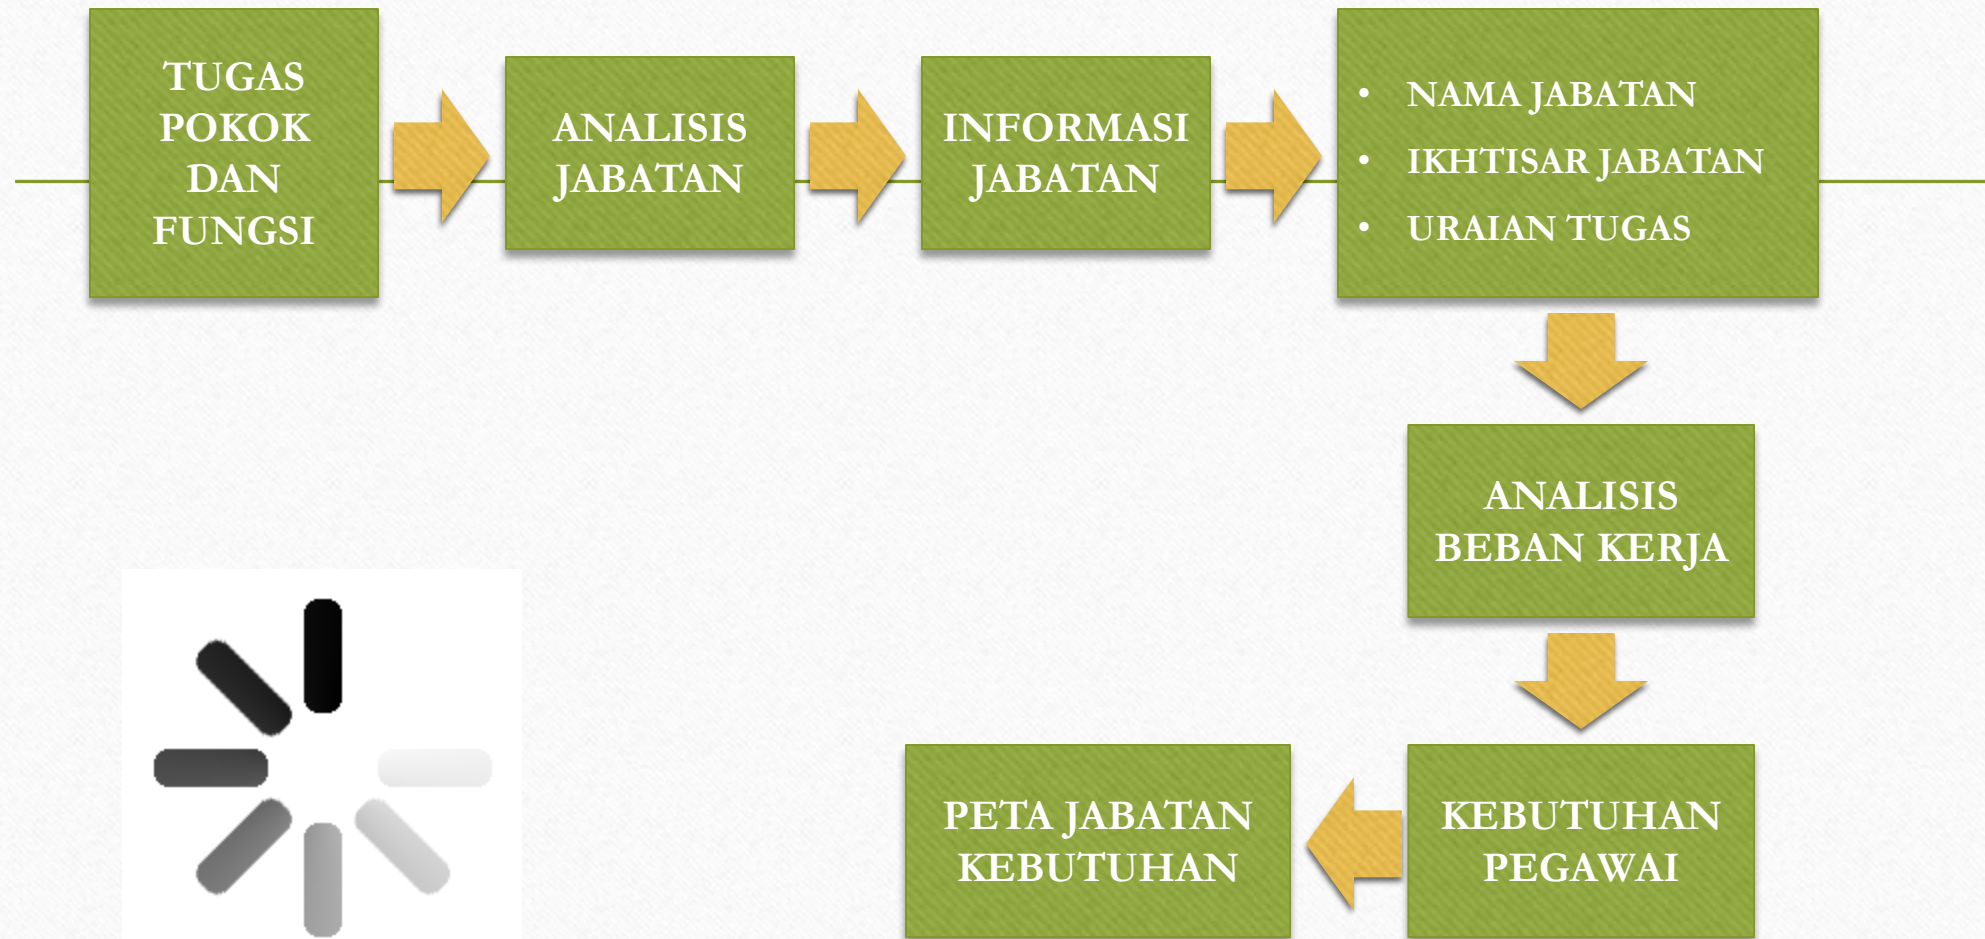 TUGAS
POKOK
DAN
FUNGSI
ANALISIS
JABATAN
INFORMASI
JABATAN
• NAMA JABATAN
• IKHTISAR JABATAN
• URAIAN TUGAS
ANALISIS
BEBAN KERJA
KEBUTUHAN
PEGAWAI
PETA JABATAN
KEBUTUHAN